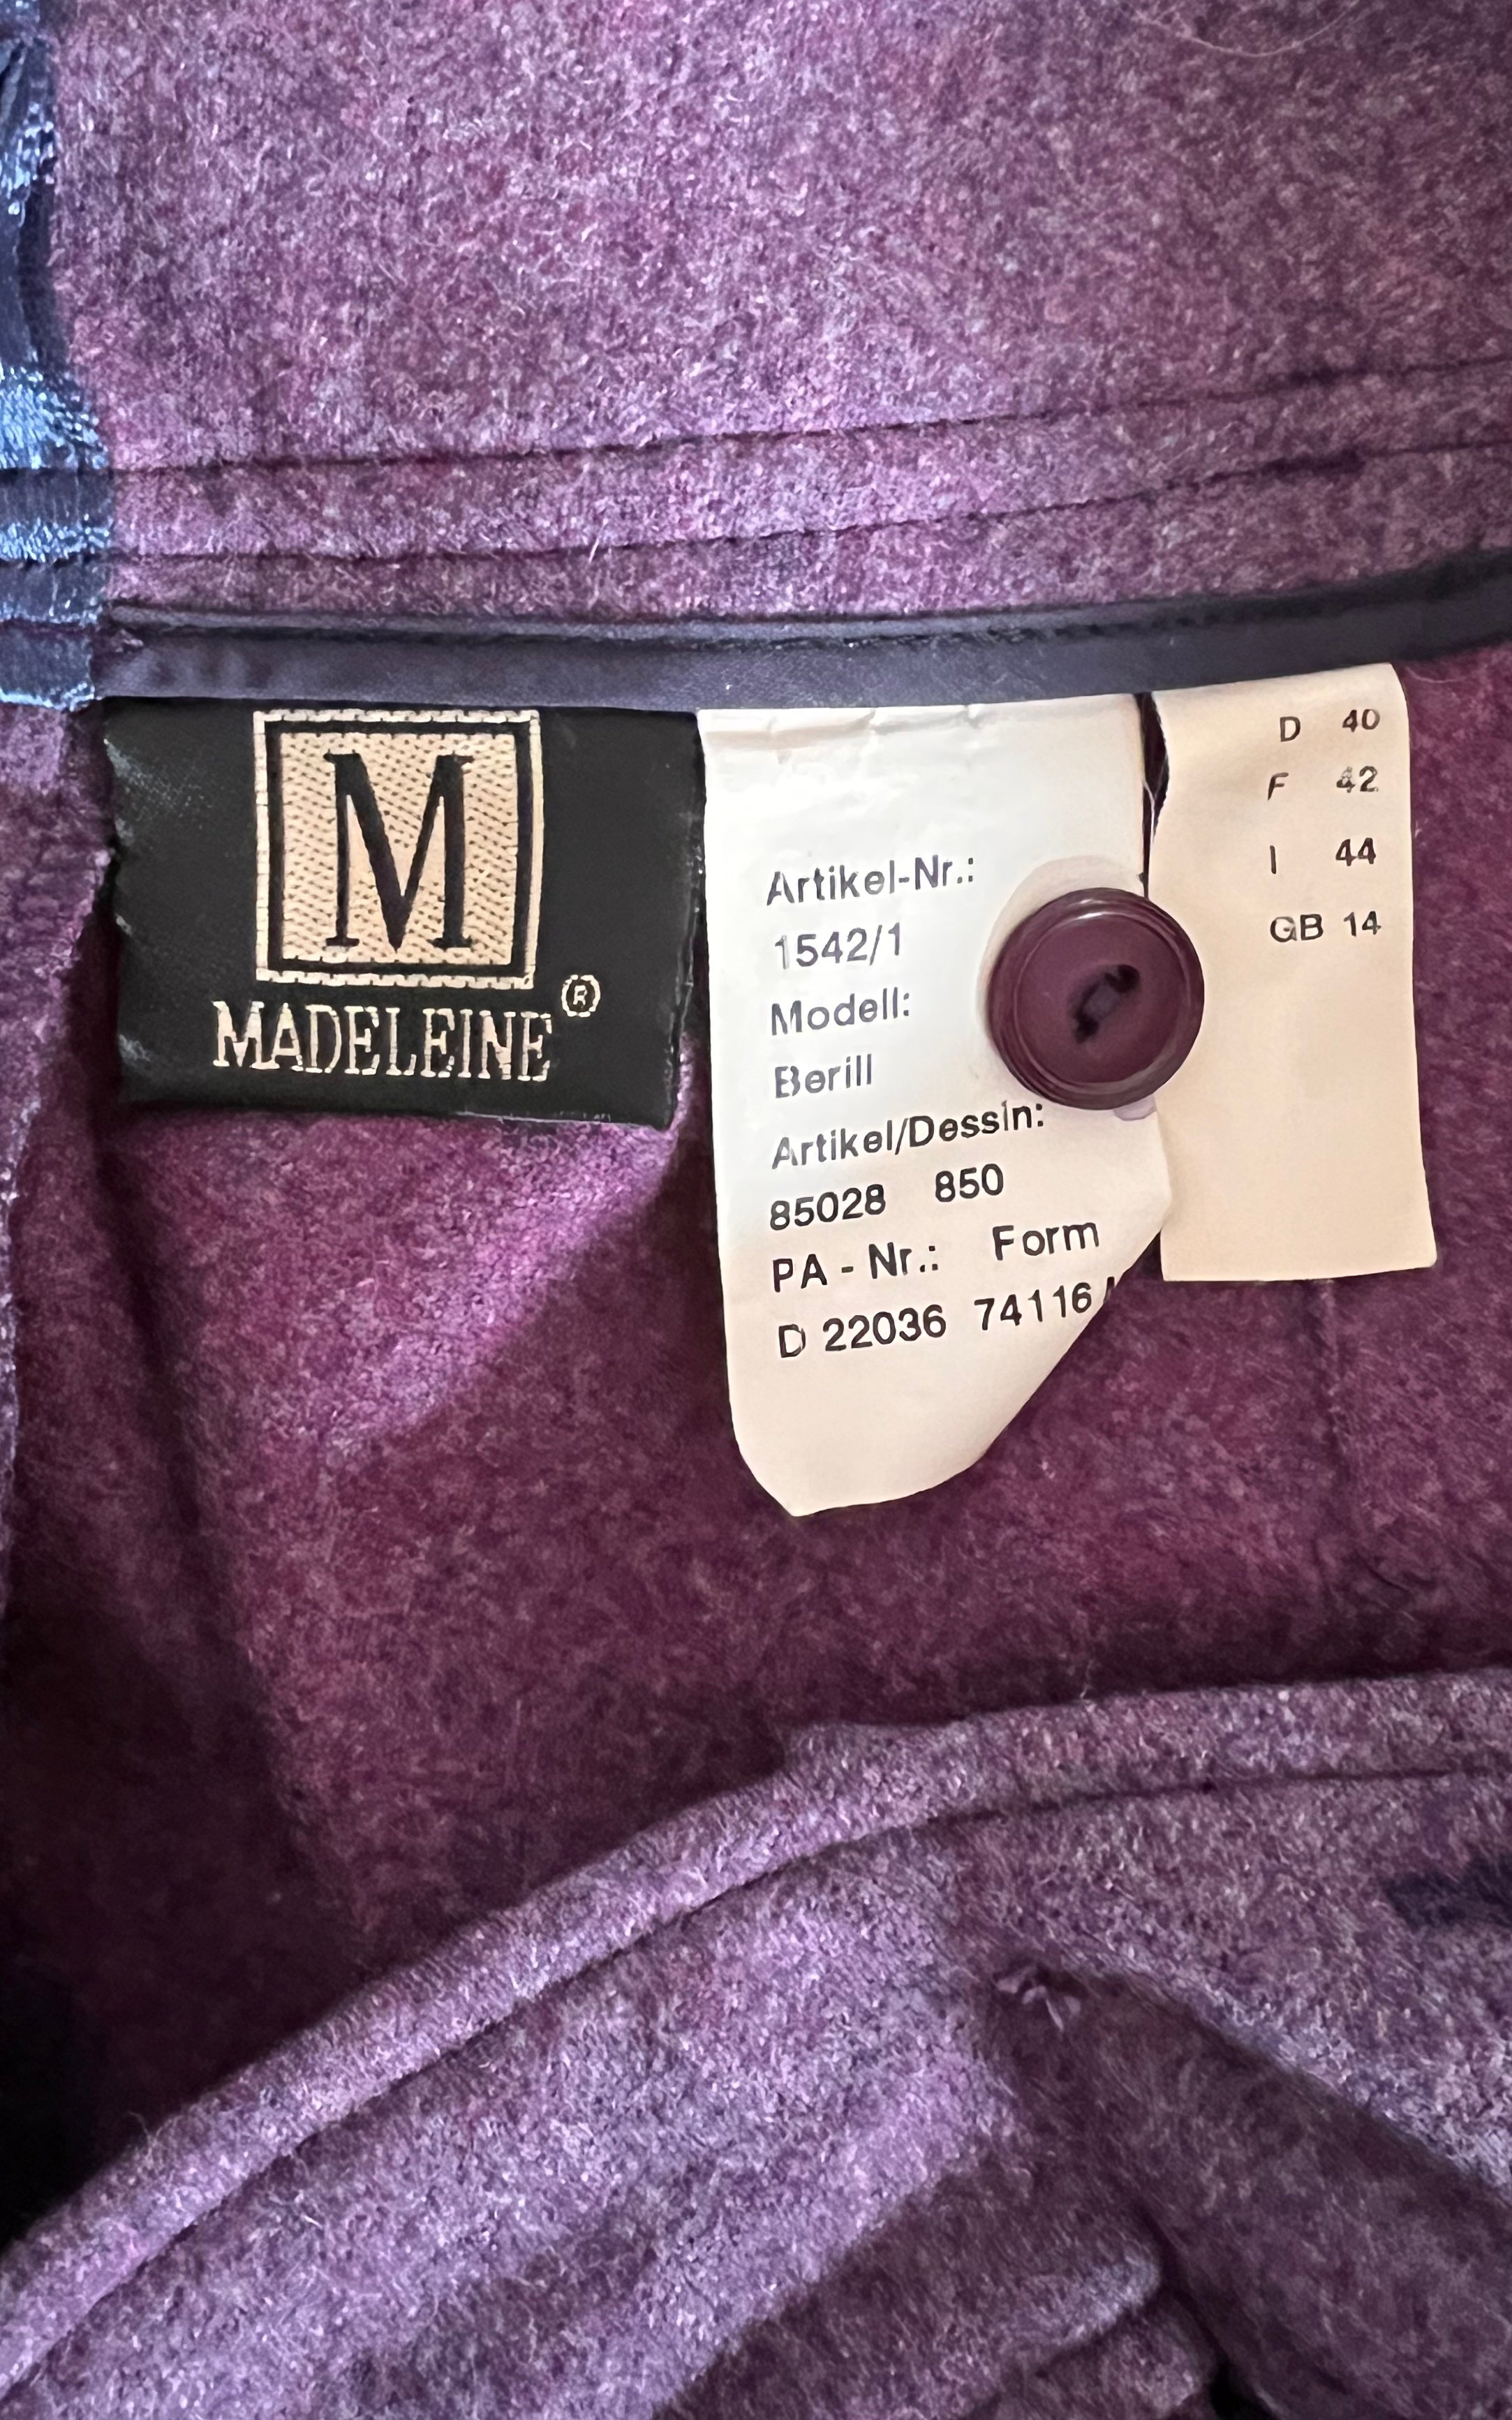 M
MADELEINE®
Artikel-Nr.:
1542/1
Modell:
Berill
Artikel/Dessin:
85028 850
PA - Nr.: Form
D 22036 74116
D 40
F 42
I 44
GB 14